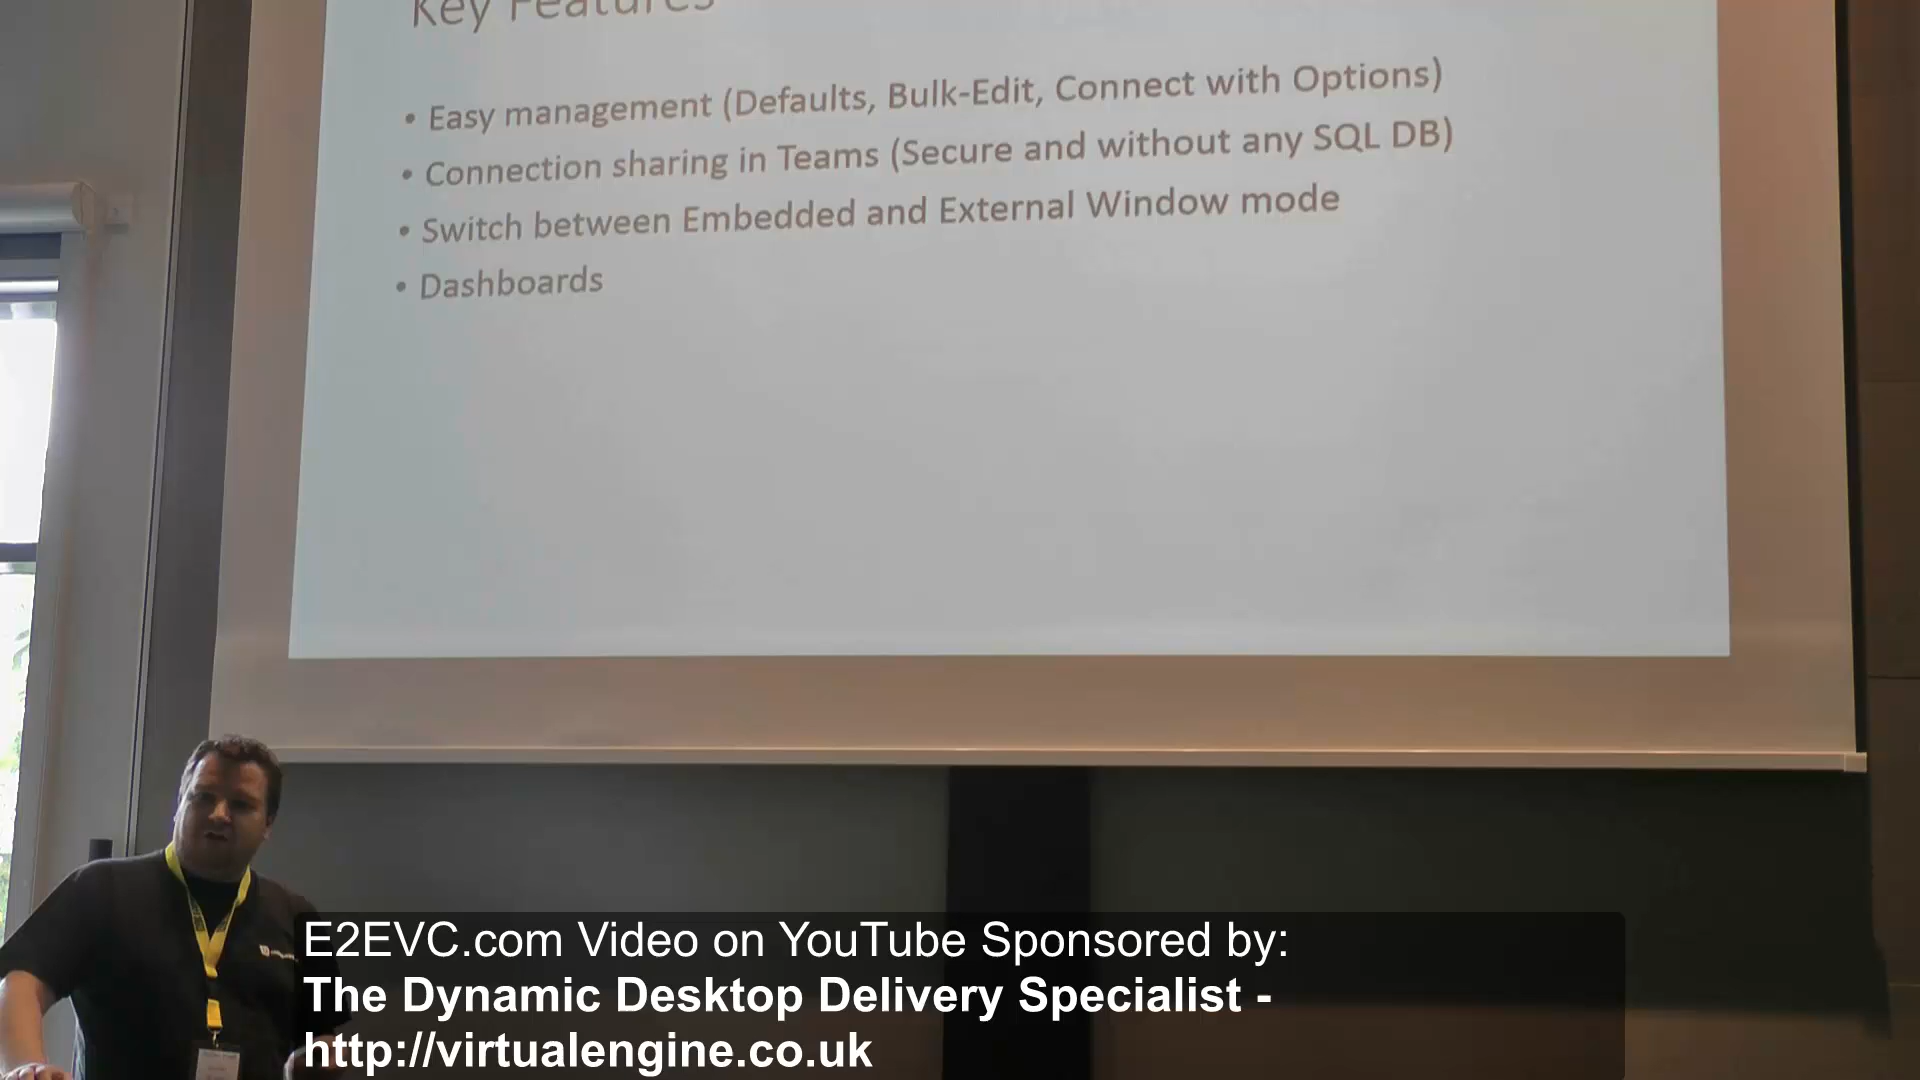 Key Features
• Easy management (Defaults, Bulk-Edit, Connect with Options)
• Connection sharing in Teams (Secure and without any SQL DB)
• Switch between Embedded and External Window mode
• Dashboards
E2EVC.com Video on YouTube Sponsored by:
The Dynamic Desktop Delivery Specialist -
http://virtualengine.co.uk